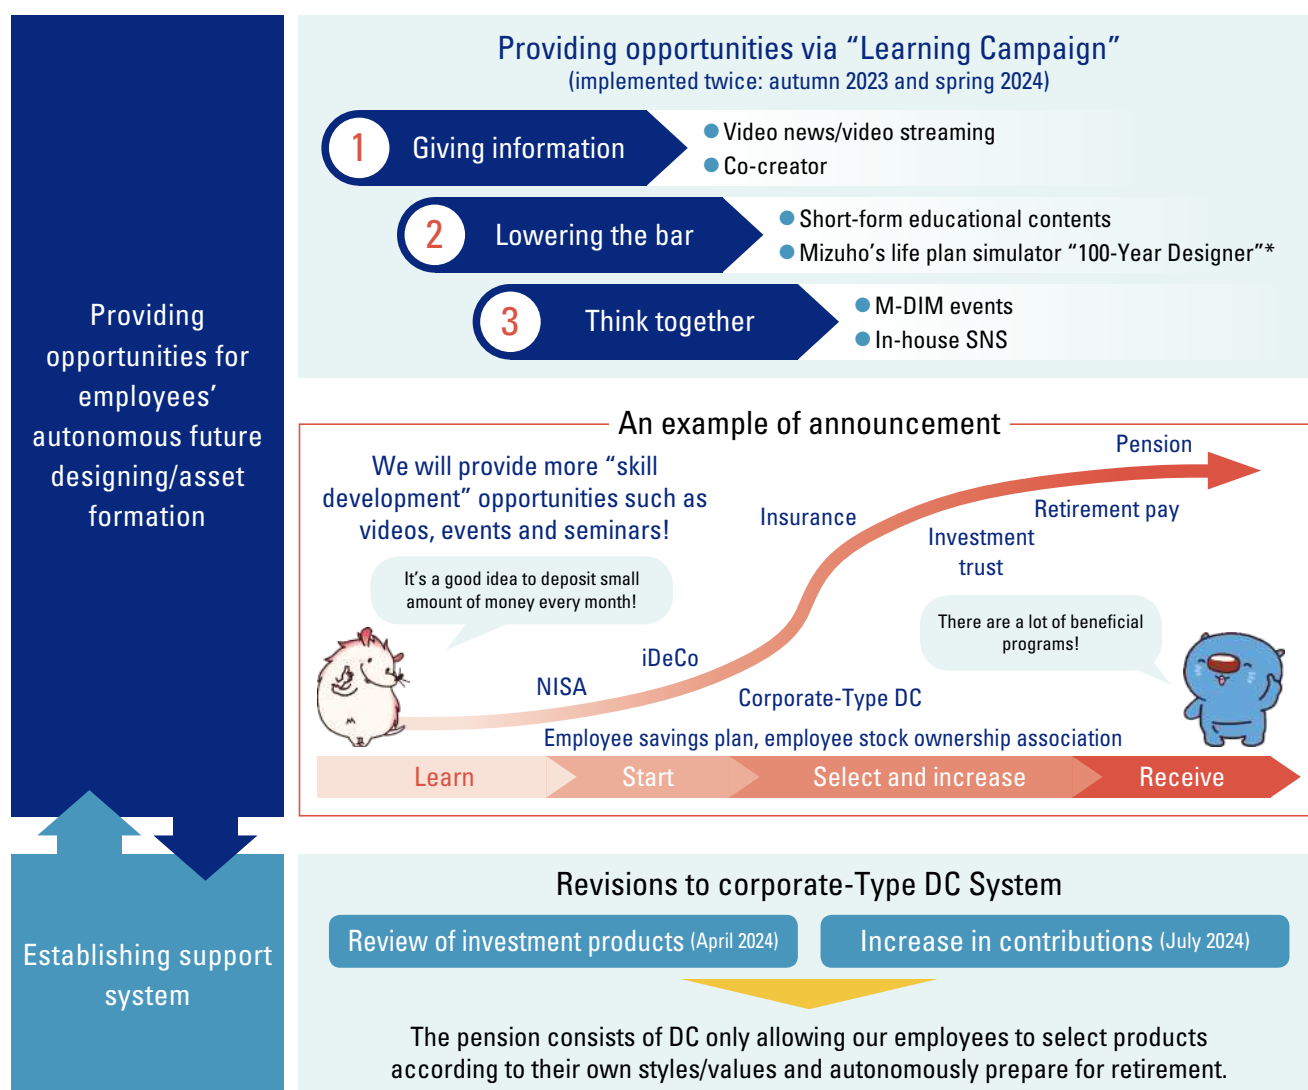 Providing
opportunities for
employees’
autonomous future
designing/asset
formation
Providing opportunities via “Learning Campaign”
(implemented twice: autumn 2023 and spring 2024)
1 Giving information
Video news/video streaming
Co-creator
2 Lowering the bar
Short-form educational contents
Mizuho’s life plan simulator “100-Year Designer”*
3 Think together
M-DIM events
In-house SNS
An example of announcement
We will provide more “skill
development” opportunities such as
videos, events and seminars!
It’s a good idea to deposit small
amount of money every month!
NISA
iDeCo
Insurance
Pension
Retirement pay
Investment
trust
Corporate-Type DC
Employee savings plan, employee stock ownership association
There are a lot of beneficial
programs!
Learn
Start
Select and increase
Receive
Establishing support
system
Revisions to corporate-Type DC System
Review of investment products (April 2024)
Increase in contributions (July 2024)
The pension consists of DC only allowing our employees to select products
according to their own styles/values and autonomously prepare for retirement.